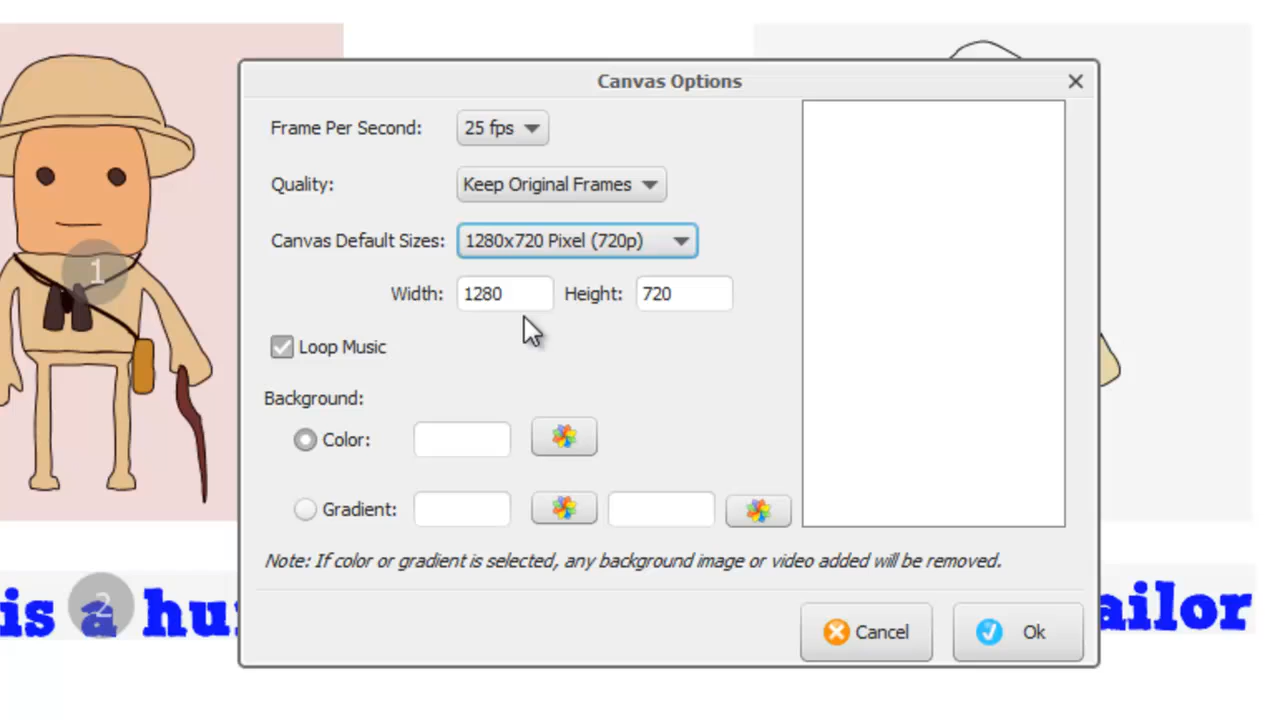 Canvas Options
Frame Per Second: 25 fps
Quality: Keep Original Frames
Canvas Default Sizes: 1280x720 Pixel (720p)
Width: 1280 Height: 720
1
Loop Music
Background:
Color:
Gradient:
Note: If color or gradient is selected, any background image or video added will be removed.
is a hu ailor
2
Cancel Ok